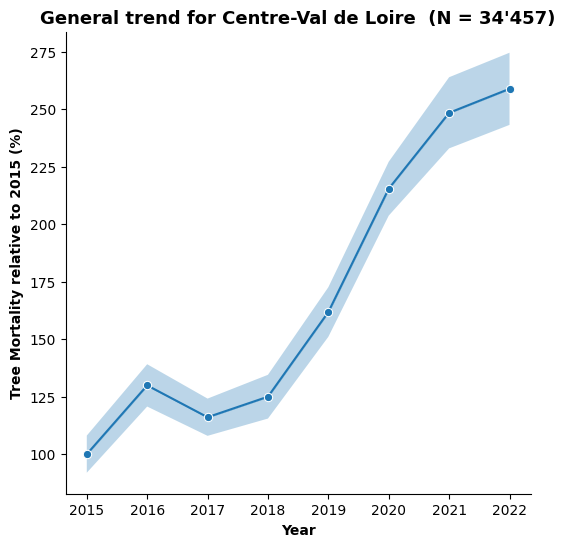 General trend for Centre-Val de Loire  (N = 34'457)
Tree Mortality relative to 2015 (%)
275
250
225
200
175
150
125
100
2015 2016 2017 2018 2019 2020 2021 2022
Year